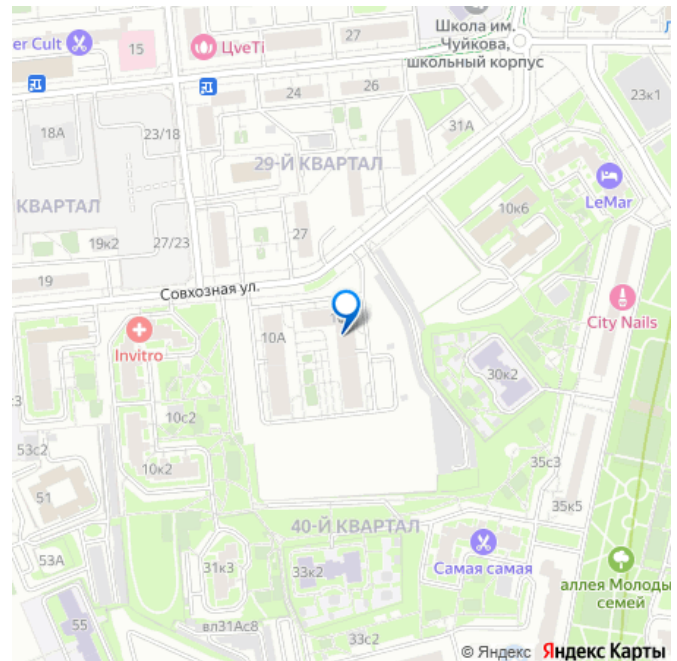 er Cult
15
ЦveTi
27
Школа им.
Чуйкова,
школьный корпус
24
26
23к1
18А
23/18
31А
29-Й КВАРТАЛ
КВАРТАЛ
10к6
LeMar
19к2
27/23
27
19
Совхозная ул.
City Nails
10А
Invitro
30к2
10с2
53с2
10к2
35с3
51
35к5
40-Й КВАРТАЛ
53А
31к3
33к2
Самая самая
аллея Молоды
семей
55
вл31Ас8
33с2
© Яндекс Яндекс Карты